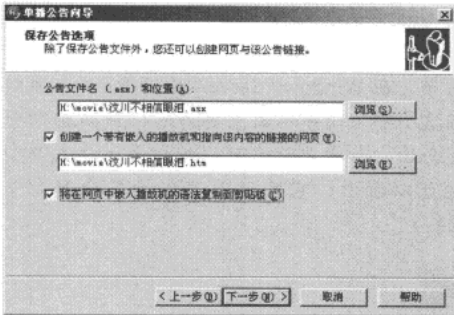 单播公告向导
保存公告选项
除了保存公告文件外，您还可以创建网页与该公告链接。
公告文件名（.asx）和位置(A):
H:\movie\汶川不相信眼泪.asx
浏览(S)...
创建一个带有嵌入的播放机和指向该内容的链接的网页(Y):
H:\movie\汶川不相信眼泪.htm
浏览(E)...
将在网页中嵌入播放机的语法复制到剪贴板(C)
< 上一步(B)
下一步(N) >
取消
帮助